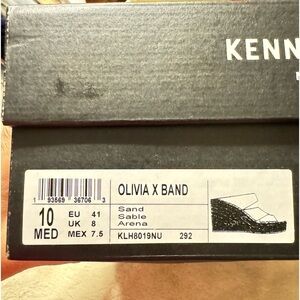 KENN
OLIVIA X BAND
1 93569 36706 3
10 EU 41
UK 8
MED MEX 7.5
Sand
Sable
Arena
KLH8019NU 292